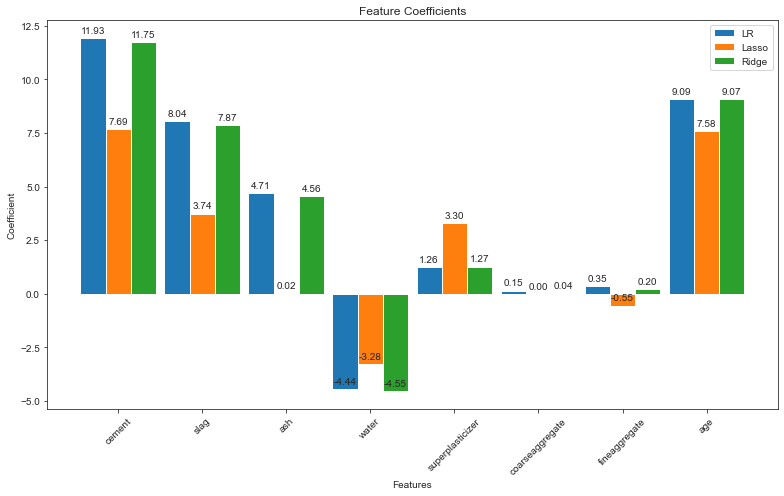 Feature Coefficients
LR
Lasso
Ridge
Coefficient
12.5
10.0
7.5
5.0
2.5
0.0
-2.5
-5.0
11.93
7.69
11.75
8.04
3.74
7.87
4.71
0.02
4.56
-4.44
-3.28
-4.55
1.26
3.30
1.27
0.15
0.00
0.04
0.35
-0.55
0.20
9.09
7.58
9.07
cement
slag
ash
water
superplasticizer
coarseaggregate
fineaggregate
age
Features